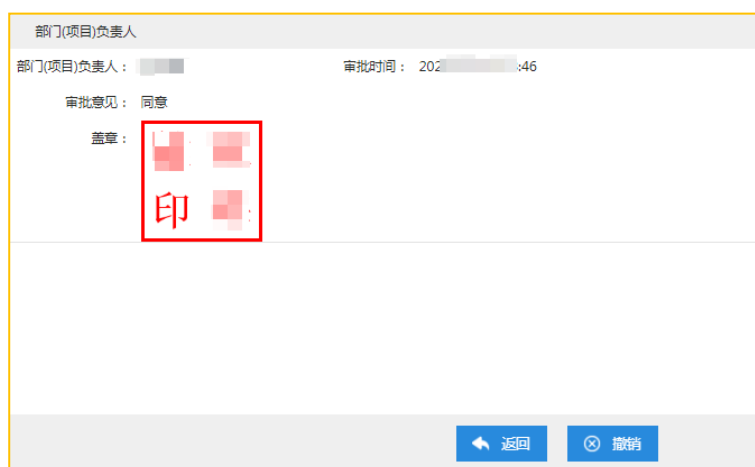 部门(项目)负责人
部门(项目)负责人： 审批时间： 202 :46
审批意见： 同意
盖章：
印
返回 撤销